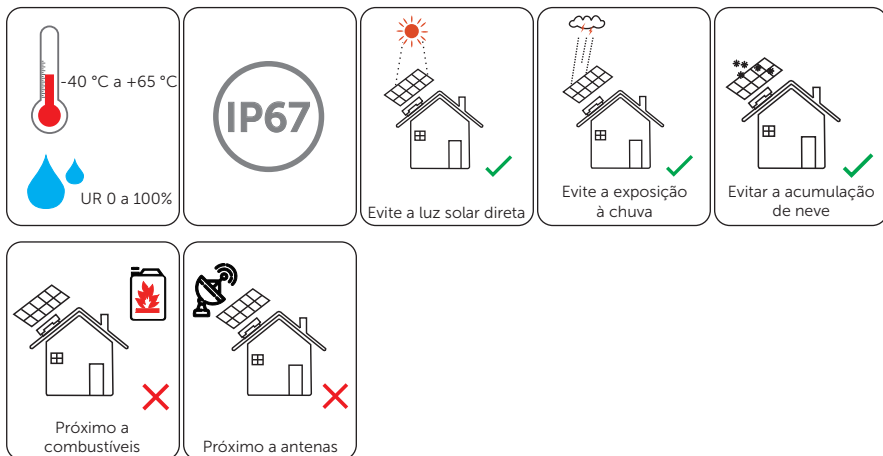 -40 °C a +65 °C
UR 0 a 100%
IP67
Evite a luz solar direta
Evite a exposição
à chuva
Evitar a acumulação
de neve
Próximo a
combustíveis
Próximo a antenas